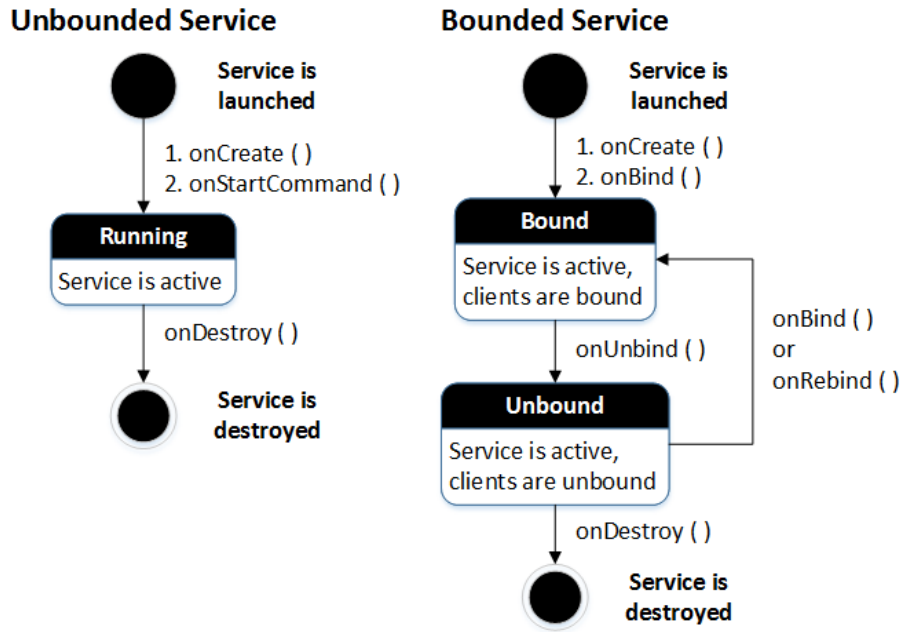 Unbounded Service
Service is
launched
1. onCreate ( )
2. onStartCommand ( )
Running
Service is active
onDestroy ( )
Service is
destroyed
Bounded Service
Service is
launched
1. onCreate ( )
2. onBind ( )
Bound
Service is active,
clients are bound
onUnbind ( )
onBind ( )
or
onRebind ( )
Unbound
Service is active,
clients are unbound
onDestroy ( )
Service is
destroyed